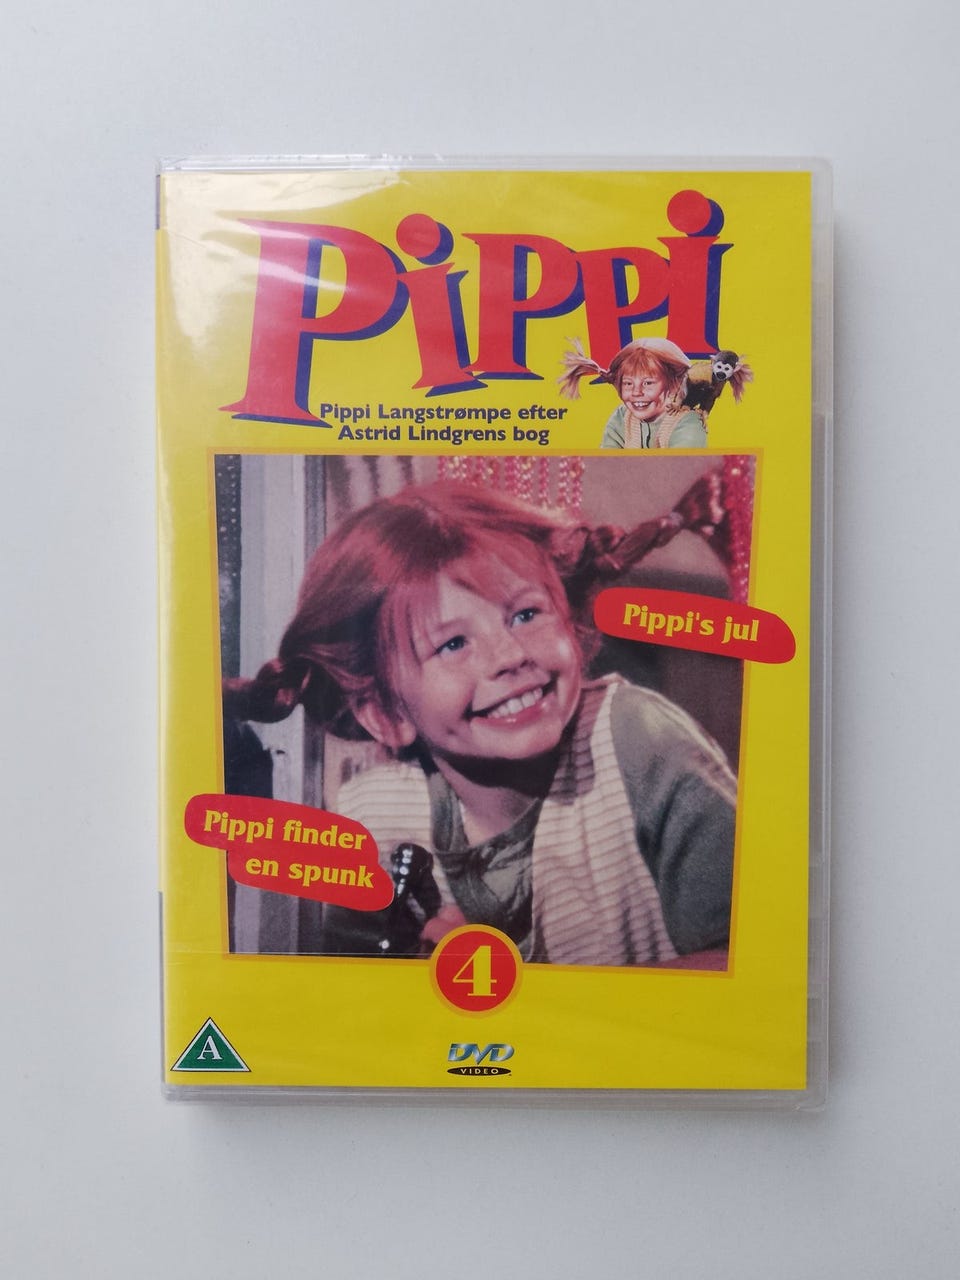 Pippi
Pippi Langstrømpe efter
Astrid Lindgrens bog
Pippi's jul
Pippi finder
en spunk
4
A
DVD
VIDEO